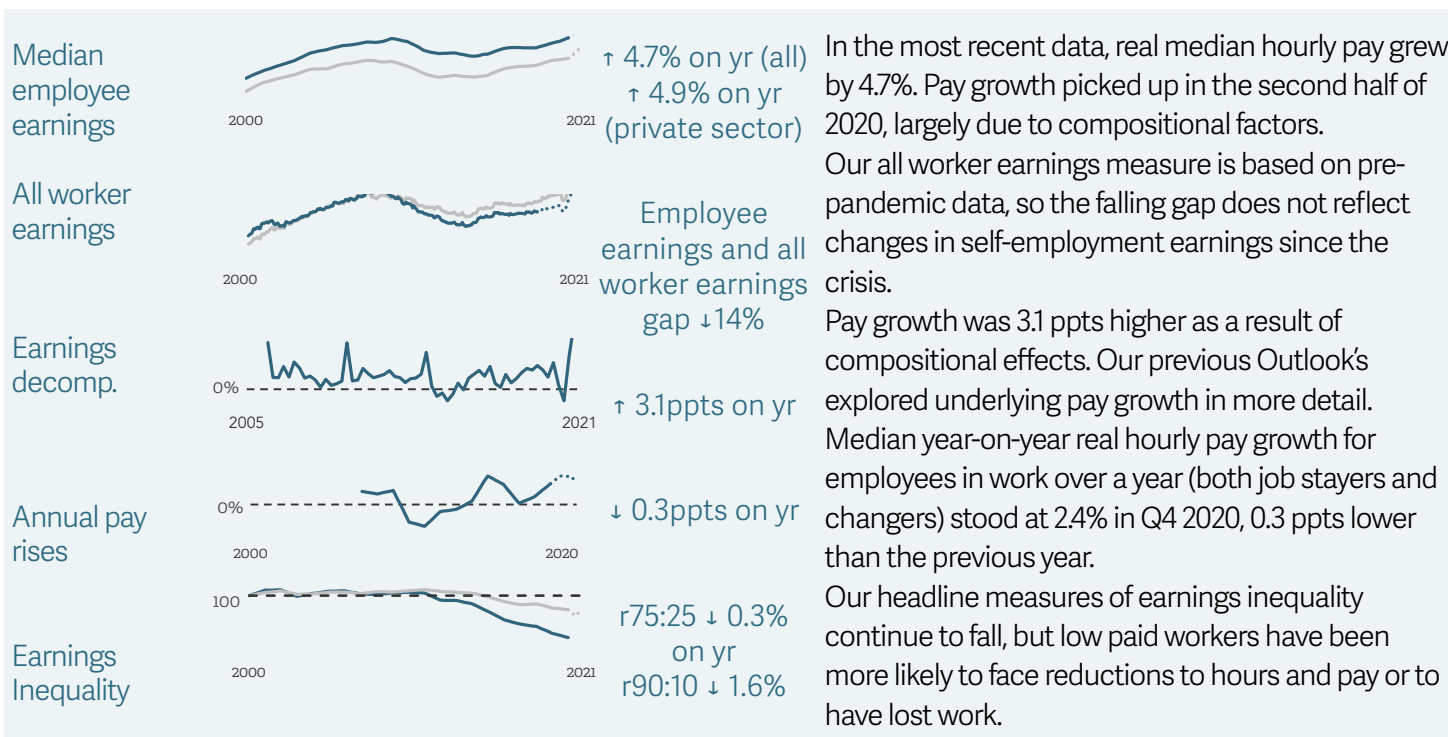 Median
employee
earnings
2000
2021
↑ 4.7% on yr (all)
↑ 4.9% on yr
(private sector)
In the most recent data, real median hourly pay grew
by 4.7%. Pay growth picked up in the second half of
2020, largely due to compositional factors.
All worker
earnings
2000
2021
Employee
earnings and all
worker earnings
gap ↓14%
Our all worker earnings measure is based on pre-
pandemic data, so the falling gap does not reflect
changes in self-employment earnings since the
crisis.
Earnings
decomp.
0%
2005
2021
↑ 3.1ppts on yr
Pay growth was 3.1 ppts higher as a result of
compositional effects. Our previous Outlook's
explored underlying pay growth in more detail.
Annual pay
rises
0%
2000
2020
↓ 0.3ppts on yr
Median year-on-year real hourly pay growth for
employees in work over a year (both job stayers and
changers) stood at 2.4% in Q4 2020, 0.3 ppts lower
than the previous year.
Earnings
Inequality
100
2000
2021
r75:25 ↓ 0.3%
on yr
r90:10 ↓ 1.6%
Our headline measures of earnings inequality
continue to fall, but low paid workers have been
more likely to face reductions to hours and pay or to
have lost work.